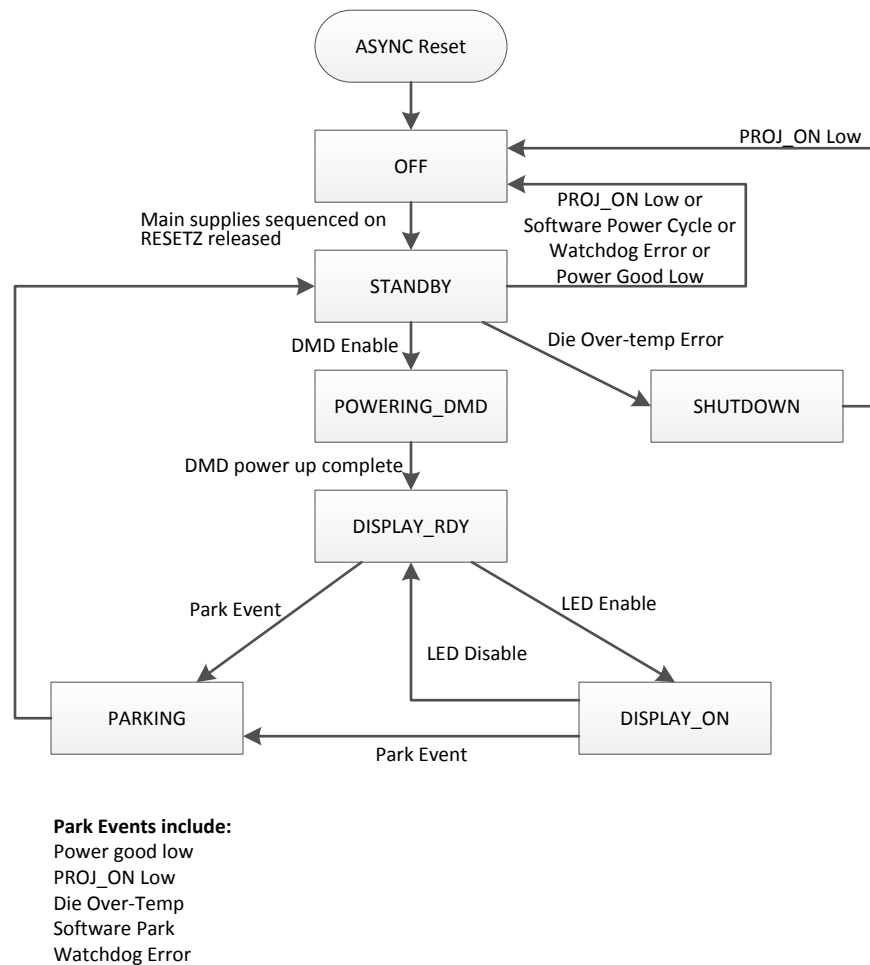 ASYNC Reset
PROJ_ON Low
OFF
PROJ_ON Low or
Software Power Cycle or
Watchdog Error or
Power Good Low
Main supplies sequenced on
RESETZ released
STANDBY
DMD Enable
Die Over-temp Error
POWERING_DMD
SHUTDOWN
DMD power up complete
DISPLAY_RDY
Park Event
LED Enable
LED Disable
PARKING
DISPLAY_ON
Park Event
Park Events include:
Power good low
PROJ_ON Low
Die Over-Temp
Software Park
Watchdog Error